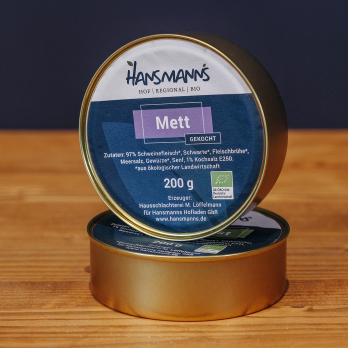 HANSMANNS
HOF | REGIONAL | BIO
Mett
GEKOCHT
Zutaten: 97% Schweinefleisch*, Schwarte*, Fleischbrühe*,
Meersalz, Gewürze*, Senf, 1% Kochsalz E250.
*aus ökologischer Landwirtschaft
200 g
Erzeuger:
Hausschlachterei M. Löffelmann
für Hansmanns Hofladen GbR
www.hansmanns.de
200 g